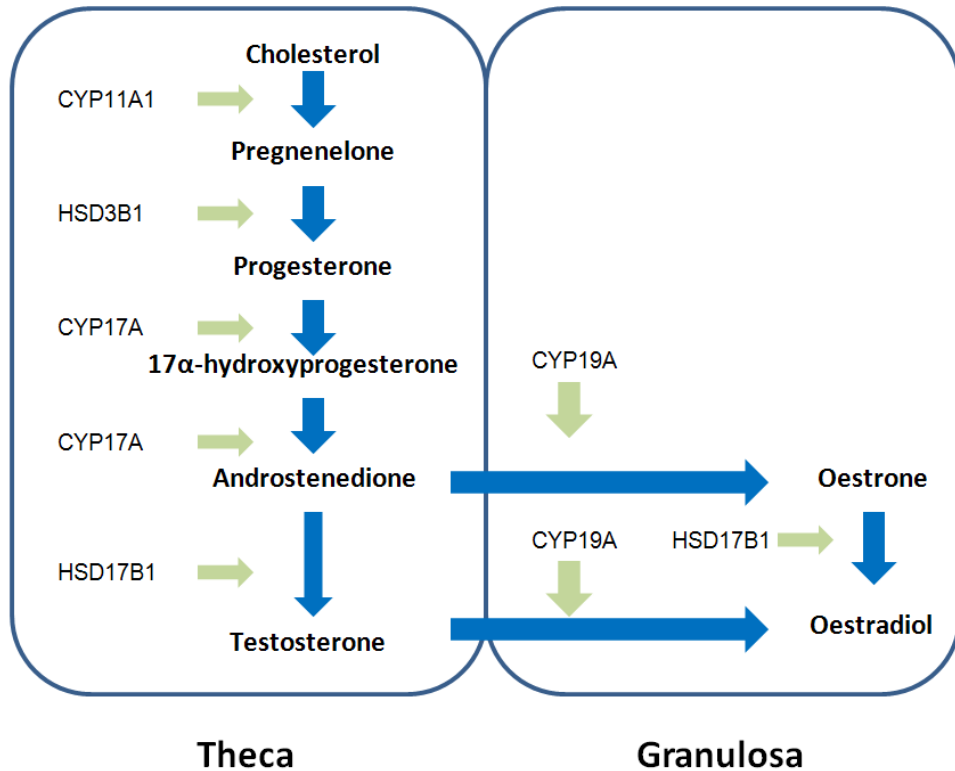 Cholesterol
CYP11A1
Pregnenelone
HSD3B1
Progesterone
CYP17A
17α-hydroxyprogesterone
CYP17A
Androstenedione
HSD17B1
Testosterone
CYP19A
Oestrone
CYP19A
HSD17B1
Oestradiol
Theca
Granulosa